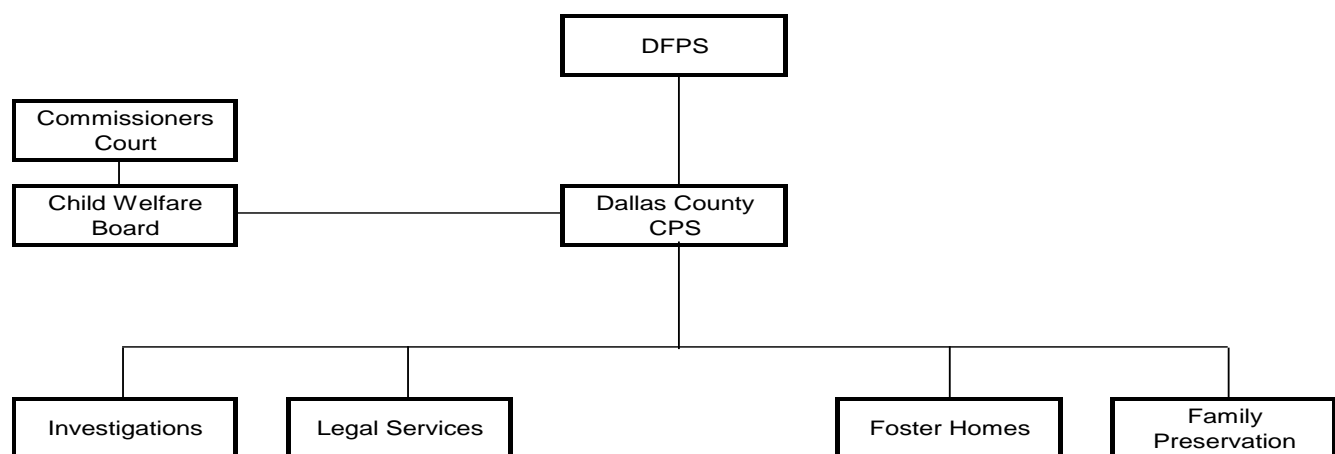 DFPS
Commissioners
Court
Child Welfare
Board
Dallas County
CPS
Investigations
Legal Services
Foster Homes
Family
Preservation